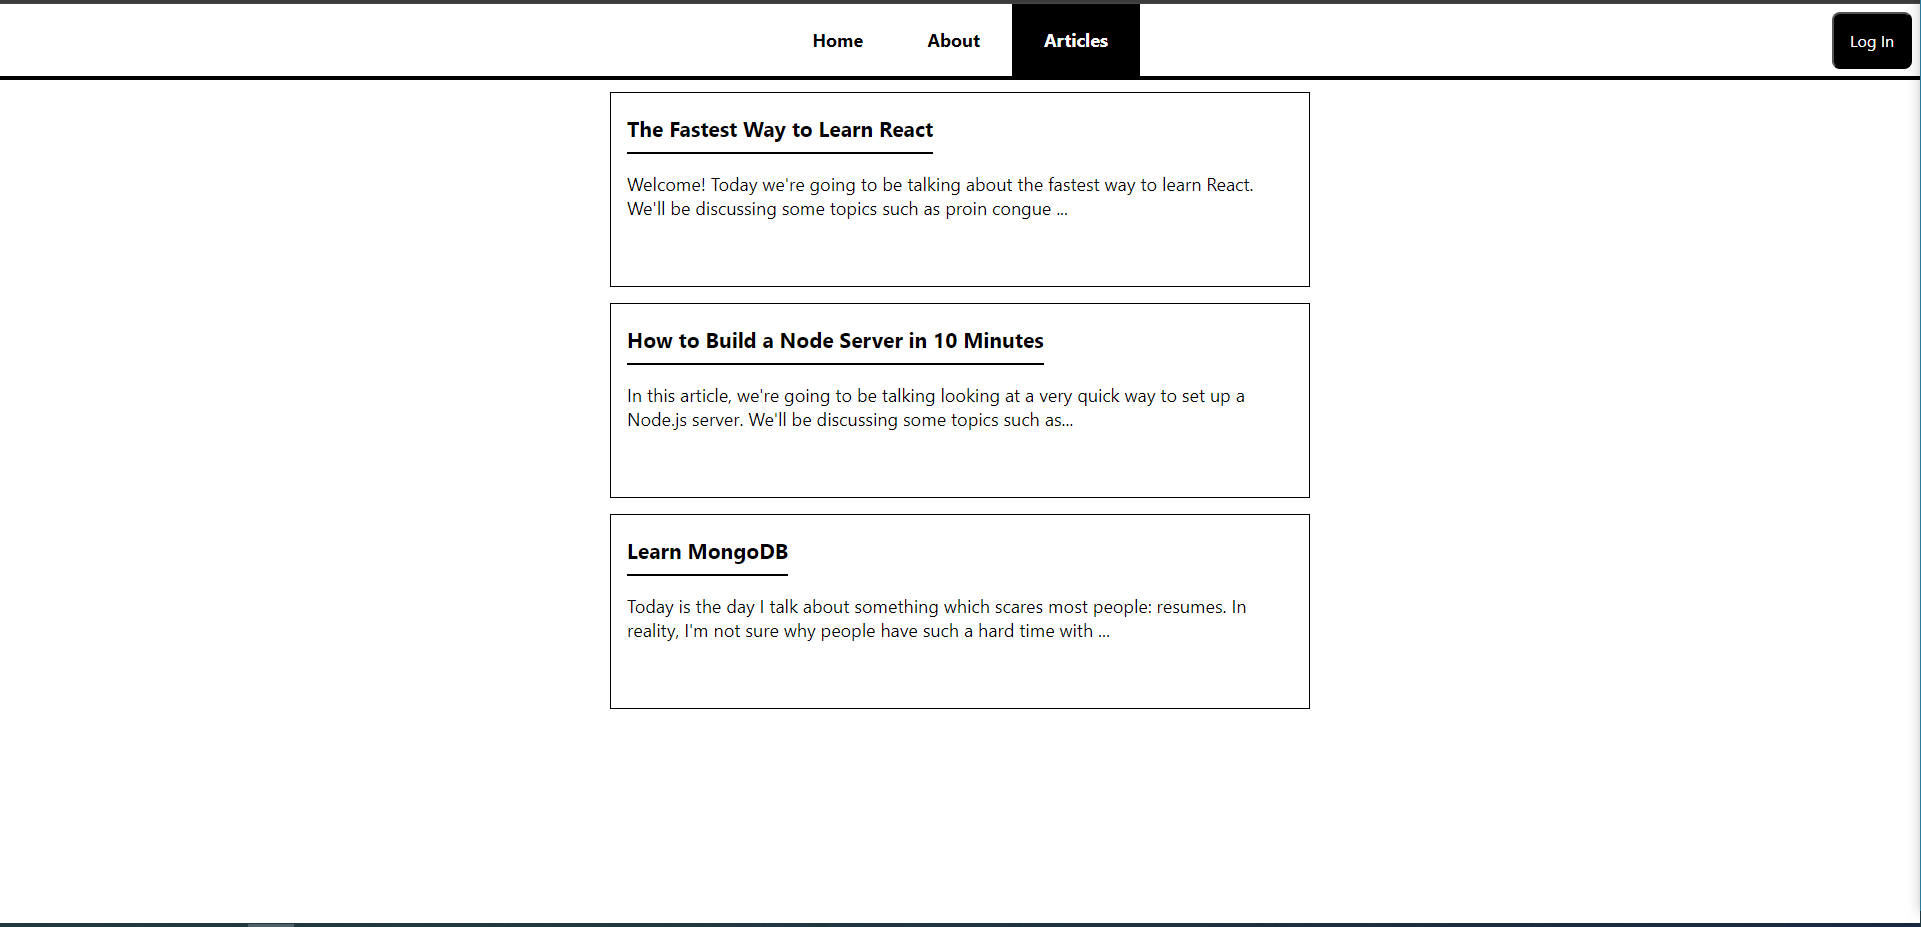 Home About Articles Log In
The Fastest Way to Learn React
Welcome! Today we're going to be talking about the fastest way to learn React.
We'll be discussing some topics such as proin congue ...
How to Build a Node Server in 10 Minutes
In this article, we're going to be talking looking at a very quick way to set up a
Node.js server. We'll be discussing some topics such as...
Learn MongoDB
Today is the day I talk about something which scares most people: resumes. In
reality, I'm not sure why people have such a hard time with ...